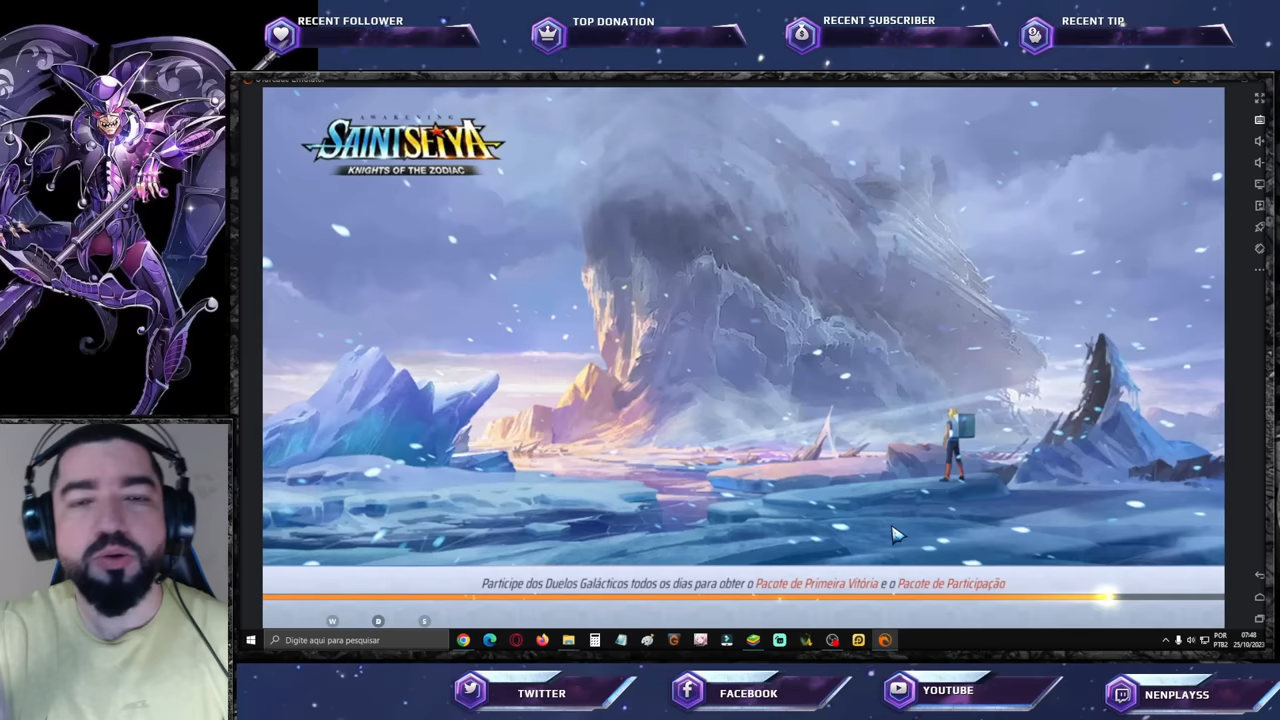 RECENT FOLLOWER
TOP DONATION
RECENT SUBSCRIBER
RECENT TIP
AWAKENING
SAINT SEIYA
KNIGHTS OF THE ZODIAC
Participe dos Duelos Galácticos todos os dias para obter o Pacote de Primeira Vitória e o Pacote de Participação
W
D
E
Digite aqui para pesquisar
POR
07:48
PTB2
25/10/2023
TWITTER
FACEBOOK
YOUTUBE
NENPLAYSS